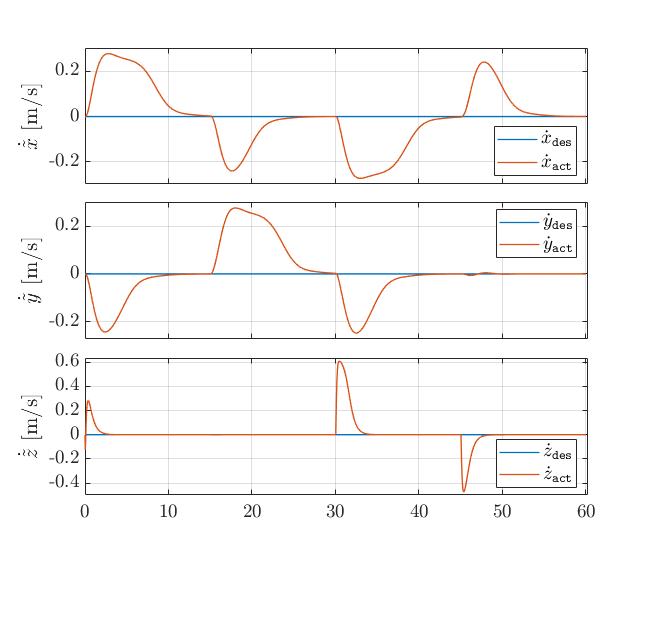 0.2
0
-0.2
ẋ̃ [m/s]
ẋdes
ẋact
0.2
0
-0.2
ẏ̃ [m/s]
ẏdes
ẏact
0.6
0.4
0.2
0
-0.2
-0.4
ż̃ [m/s]
żdes
żact
0 10 20 30 40 50 60